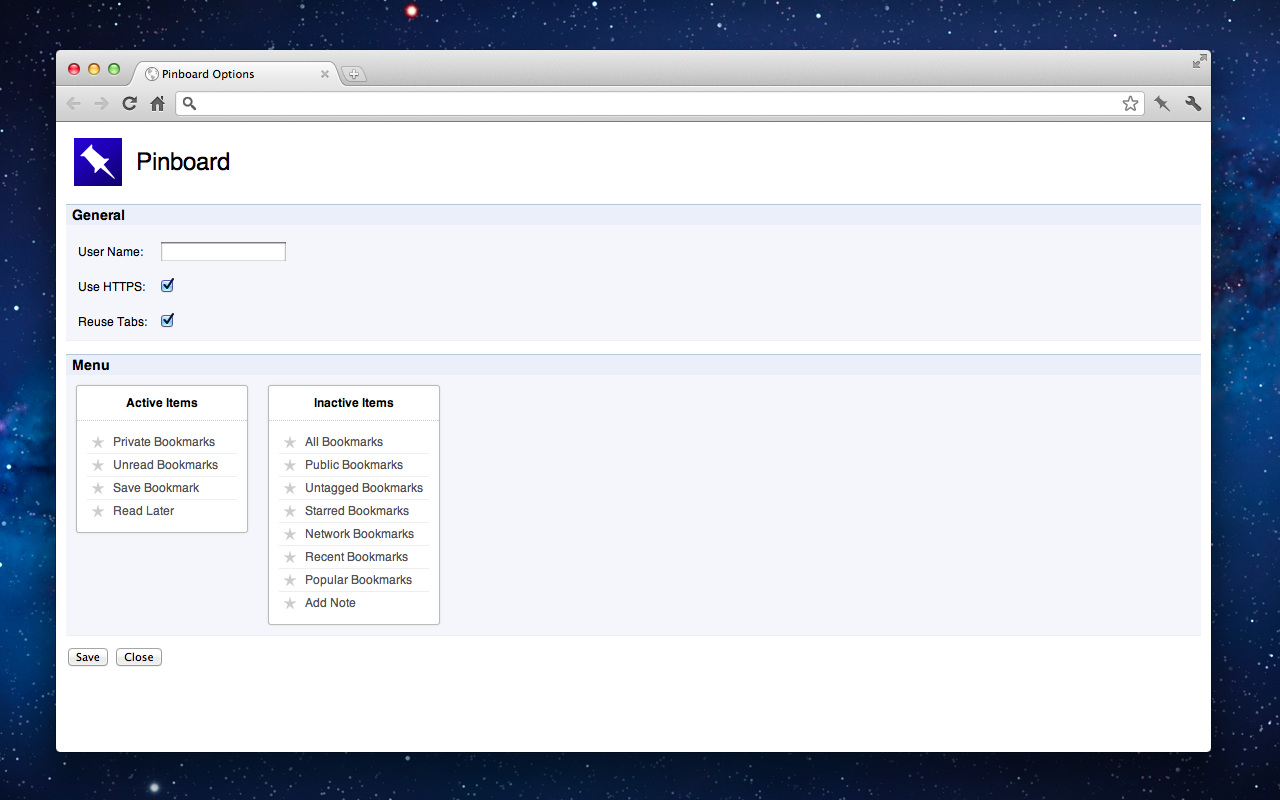 Pinboard Options
Pinboard
General
User Name:
Use HTTPS:
Reuse Tabs:
Menu
Active Items
Private Bookmarks
Unread Bookmarks
Save Bookmark
Read Later
Inactive Items
All Bookmarks
Public Bookmarks
Untagged Bookmarks
Starred Bookmarks
Network Bookmarks
Recent Bookmarks
Popular Bookmarks
Add Note
Save Close